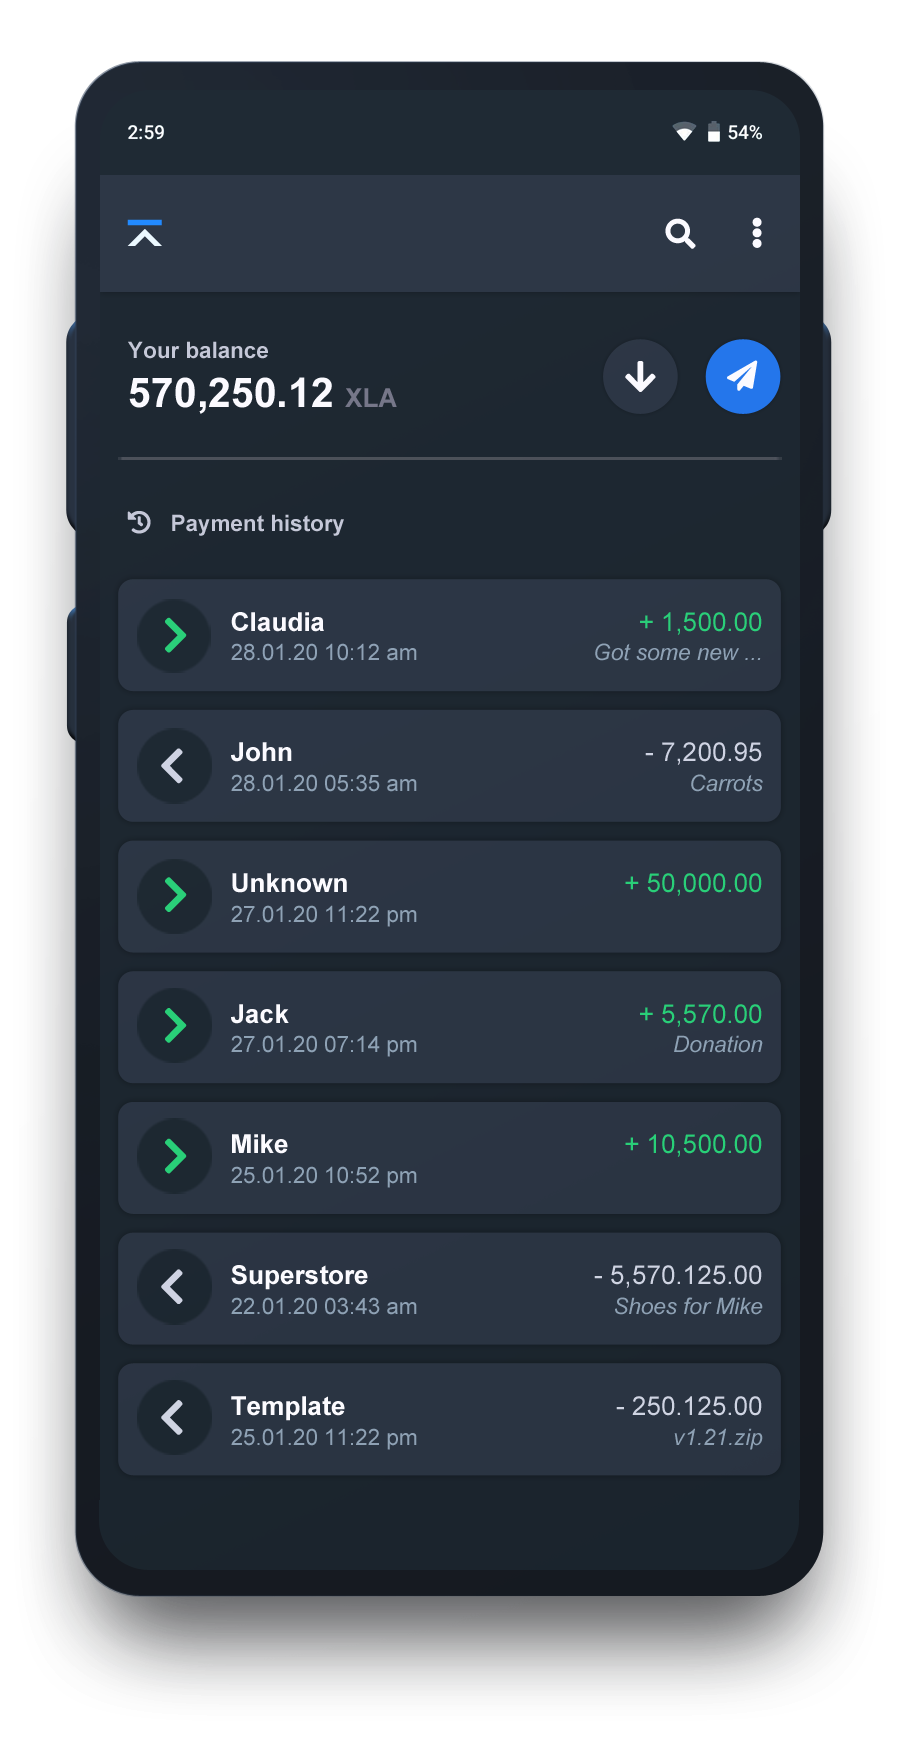 2:59
54%
Your balance
570,250.12 XLA
Payment history
Claudia
+ 1,500.00
28.01.20 10:12 am
Got some new ...
John
- 7,200.95
28.01.20 05:35 am
Carrots
Unknown
+ 50,000.00
27.01.20 11:22 pm
Jack
+ 5,570.00
27.01.20 07:14 pm
Donation
Mike
+ 10,500.00
25.01.20 10:52 pm
Superstore
- 5,570.125.00
22.01.20 03:43 am
Shoes for Mike
Template
- 250.125.00
25.01.20 11:22 pm
v1.21.zip